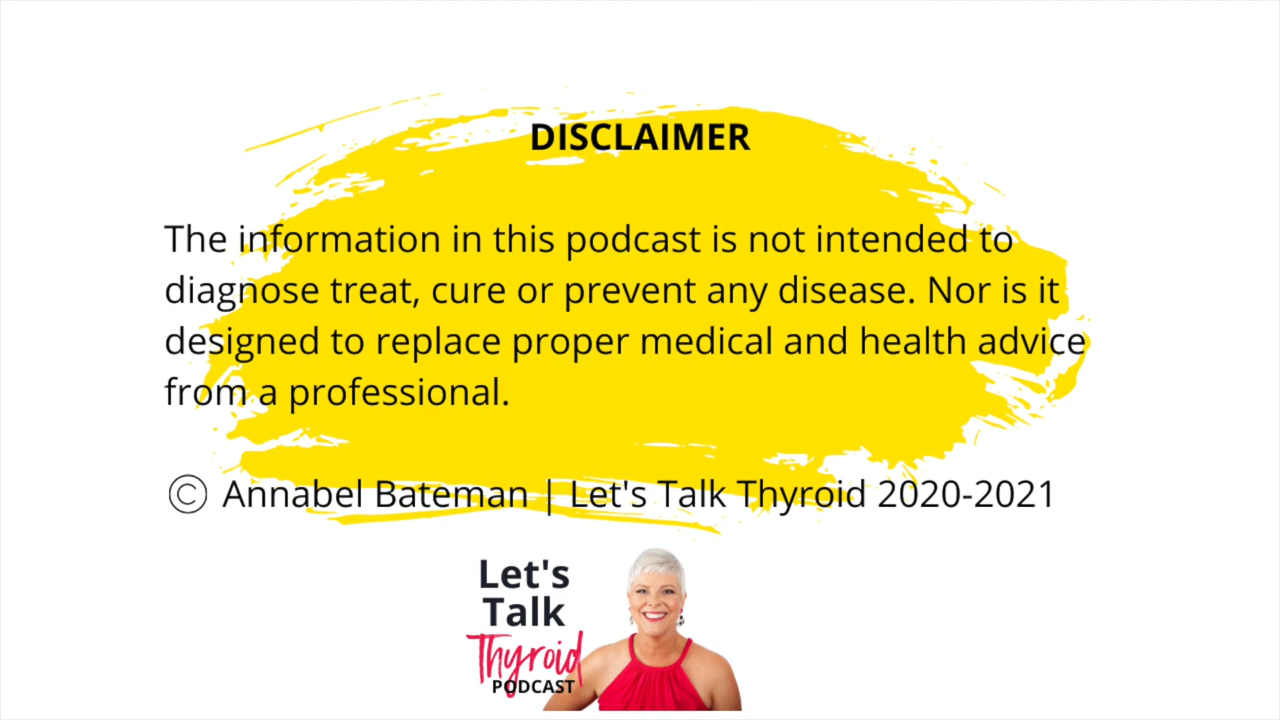 DISCLAIMER
The information in this podcast is not intended to
diagnose treat, cure or prevent any disease. Nor is it
designed to replace proper medical and health advice
from a professional.
© Annabel Bateman | Let's Talk Thyroid 2020-2021
Let's
Talk
Thyroid
PODCAST